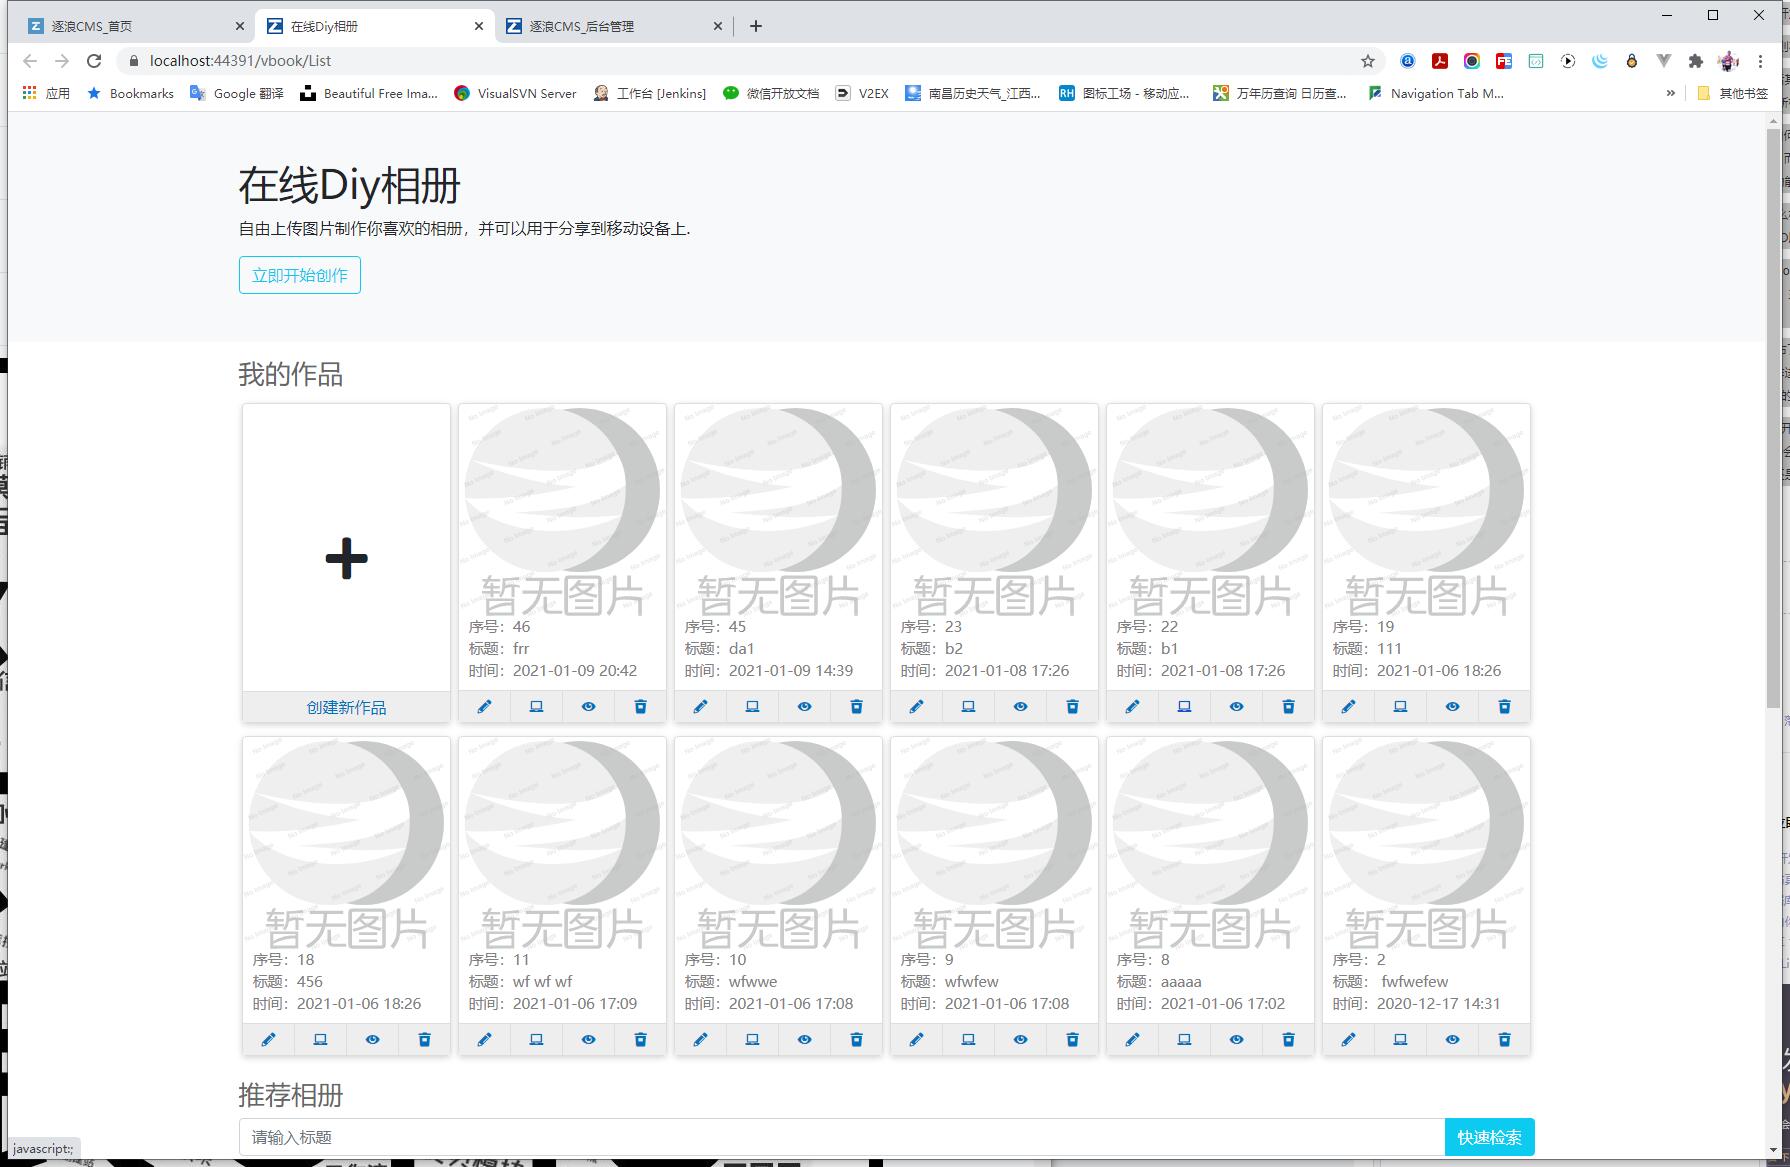 逐浪CMS_首页
在线Diy相册
逐浪CMS_后台管理
localhost:44391/vbook/List
应用
Bookmarks
Google 翻译
Beautiful Free Ima...
VisualSVN Server
工作台 [Jenkins]
微信开放文档
V2EX
南昌历史天气_江西...
图标工场 - 移动应...
万年历查询 日历查...
Navigation Tab M...
»
其他书签
在线Diy相册
自由上传图片制作你喜欢的相册，并可以用于分享到移动设备上.
立即开始创作
我的作品
创建新作品
暂无图片
序号：46
标题：frr
时间：2021-01-09 20:42
暂无图片
序号：45
标题：da1
时间：2021-01-09 14:39
暂无图片
序号：23
标题：b2
时间：2021-01-08 17:26
暂无图片
序号：22
标题：b1
时间：2021-01-08 17:26
暂无图片
序号：19
标题：111
时间：2021-01-06 18:26
暂无图片
序号：18
标题：456
时间：2021-01-06 18:26
暂无图片
序号：11
标题：wf wf wf
时间：2021-01-06 17:09
暂无图片
序号：10
标题：wfwwe
时间：2021-01-06 17:08
暂无图片
序号：9
标题：wfwfew
时间：2021-01-06 17:08
暂无图片
序号：8
标题：aaaaa
时间：2021-01-06 17:02
暂无图片
序号：2
标题： fwfwefew
时间：2020-12-17 14:31
推荐相册
请输入标题
快速检索
javascript:;